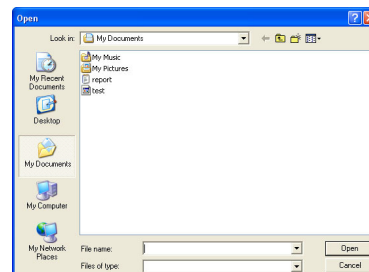 Open
Look in: My Documents
My Music
My Pictures
report
test
My Recent
Documents
Desktop
My Documents
My Computer
My Network
Places
File name:
Open
Files of type:
Cancel